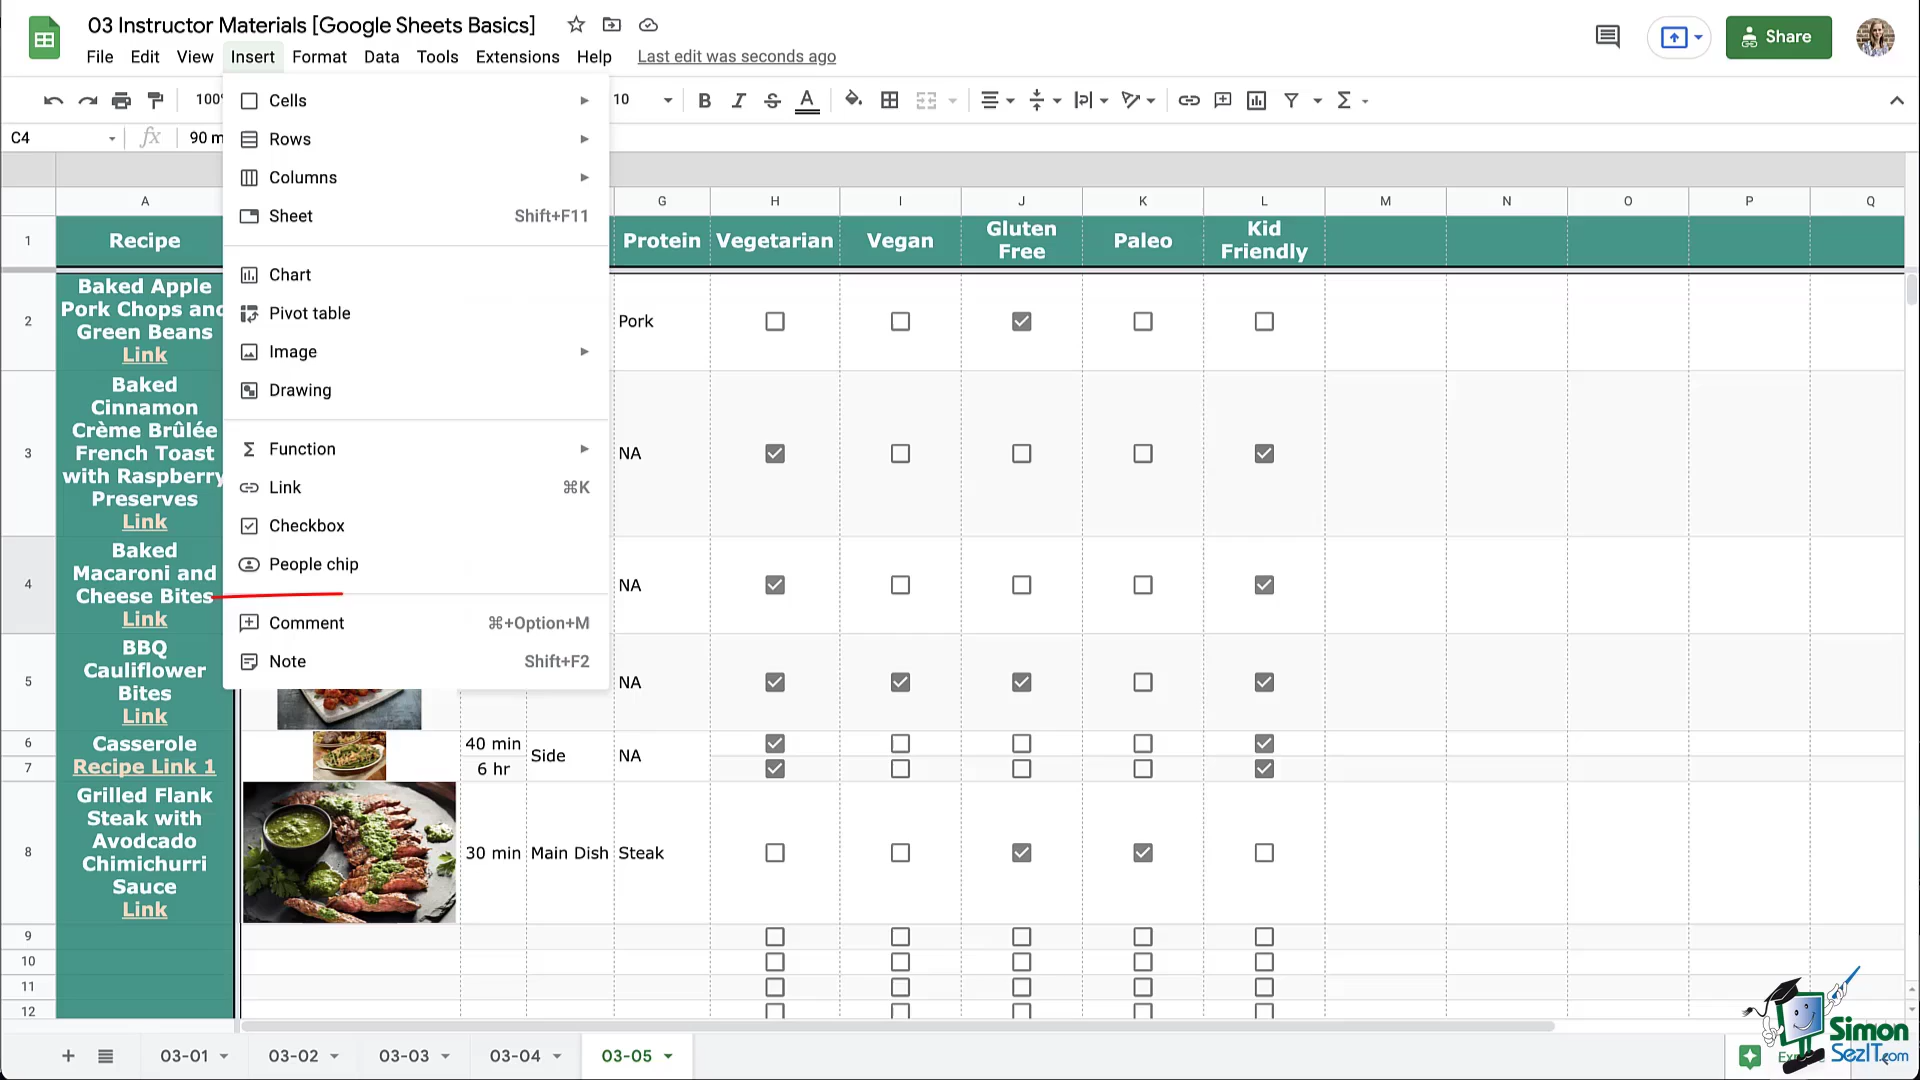 03 Instructor Materials [Google Sheets Basics]
File Edit View Insert Format Data Tools Extensions Help Last edit was seconds ago
Share
100% 10
C4 fx 90 m
Cells
Rows
Columns
Sheet Shift+F11
Chart
Pivot table
Image
Drawing
Function
Link ⌘K
Checkbox
People chip
Comment ⌘+Option+M
Note Shift+F2
A G H I J K L M N O P Q
1 Recipe Protein Vegetarian Vegan Gluten Free Paleo Kid Friendly
2
Baked Apple
Pork Chops and
Green Beans
Link
Pork
3
Baked
Cinnamon
Crème Brûlée
French Toast
with Raspberry
Preserves
Link
NA
4
Baked
Macaroni and
Cheese Bites
Link
NA
5
BBQ
Cauliflower
Bites
Link
NA
6
7
Casserole
Recipe Link 1
40 min
6 hr
Side
NA
8
Grilled Flank
Steak with
Avodcado
Chimichurri
Sauce
Link
30 min Main Dish Steak
9
10
11
12
03-01 03-02 03-03 03-04 03-05
Simon
SezIT.com